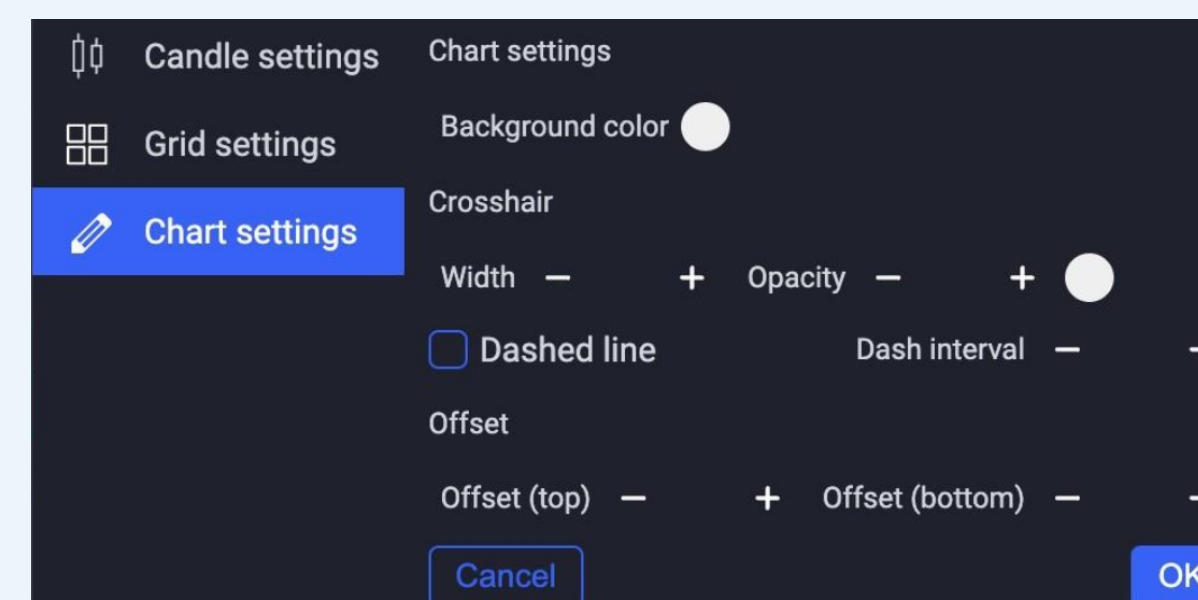 Candle settings
Grid settings
Chart settings
Chart settings
Background color
Crosshair
Width − + Opacity − +
Dashed line Dash interval −
Offset
Offset (top) − + Offset (bottom) −
Cancel OK